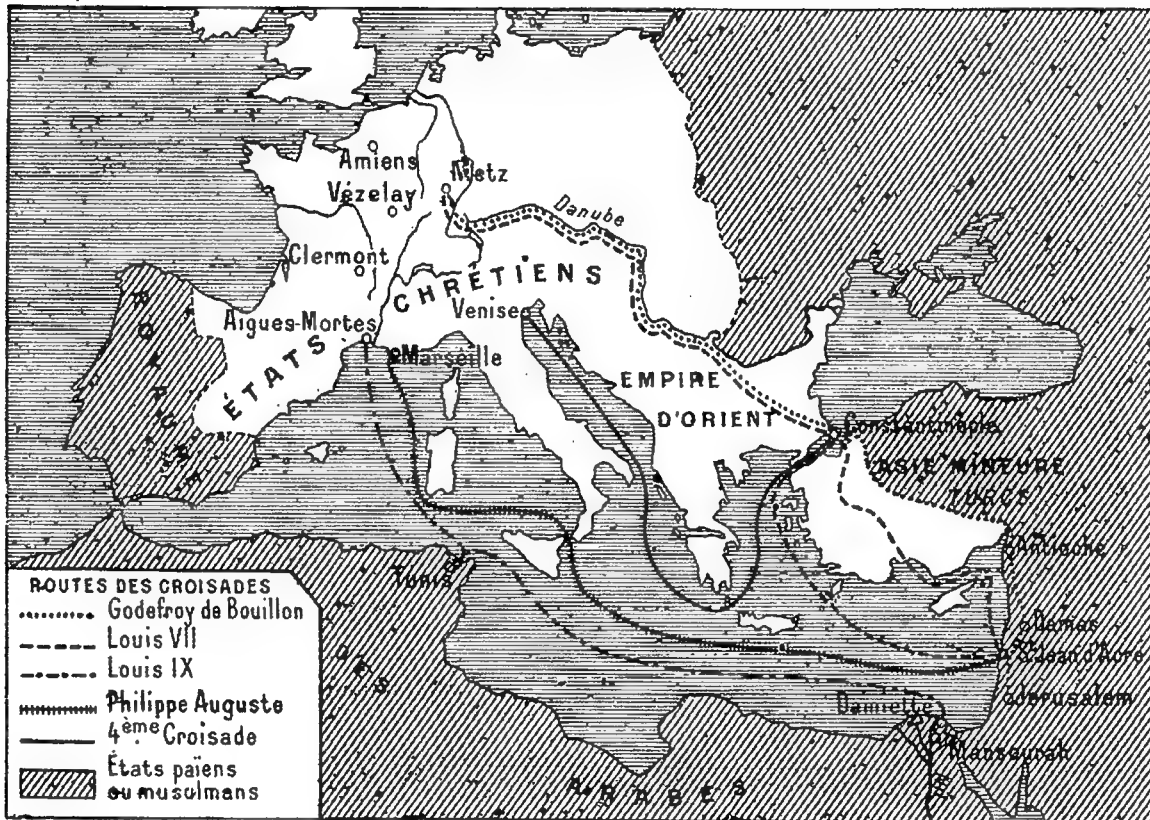 Amiens
Metz
Vézelay
Danube
Clermont
ÉTATS CHRÉTIENS
Venise
Aigues-Mortes
Marseille
EMPIRE
D'ORIENT
Constantinople
ASIE MINEURE
TURCS
Antioche
Tunis
Damas
St Jean d'Acre
Jérusalem
Damiette
Mansourah
ARABES
ROUTES DES CROISADES
Godefroy de Bouillon
Louis VII
Louis IX
Philippe Auguste
4ème Croisade
États païens
ou musulmans